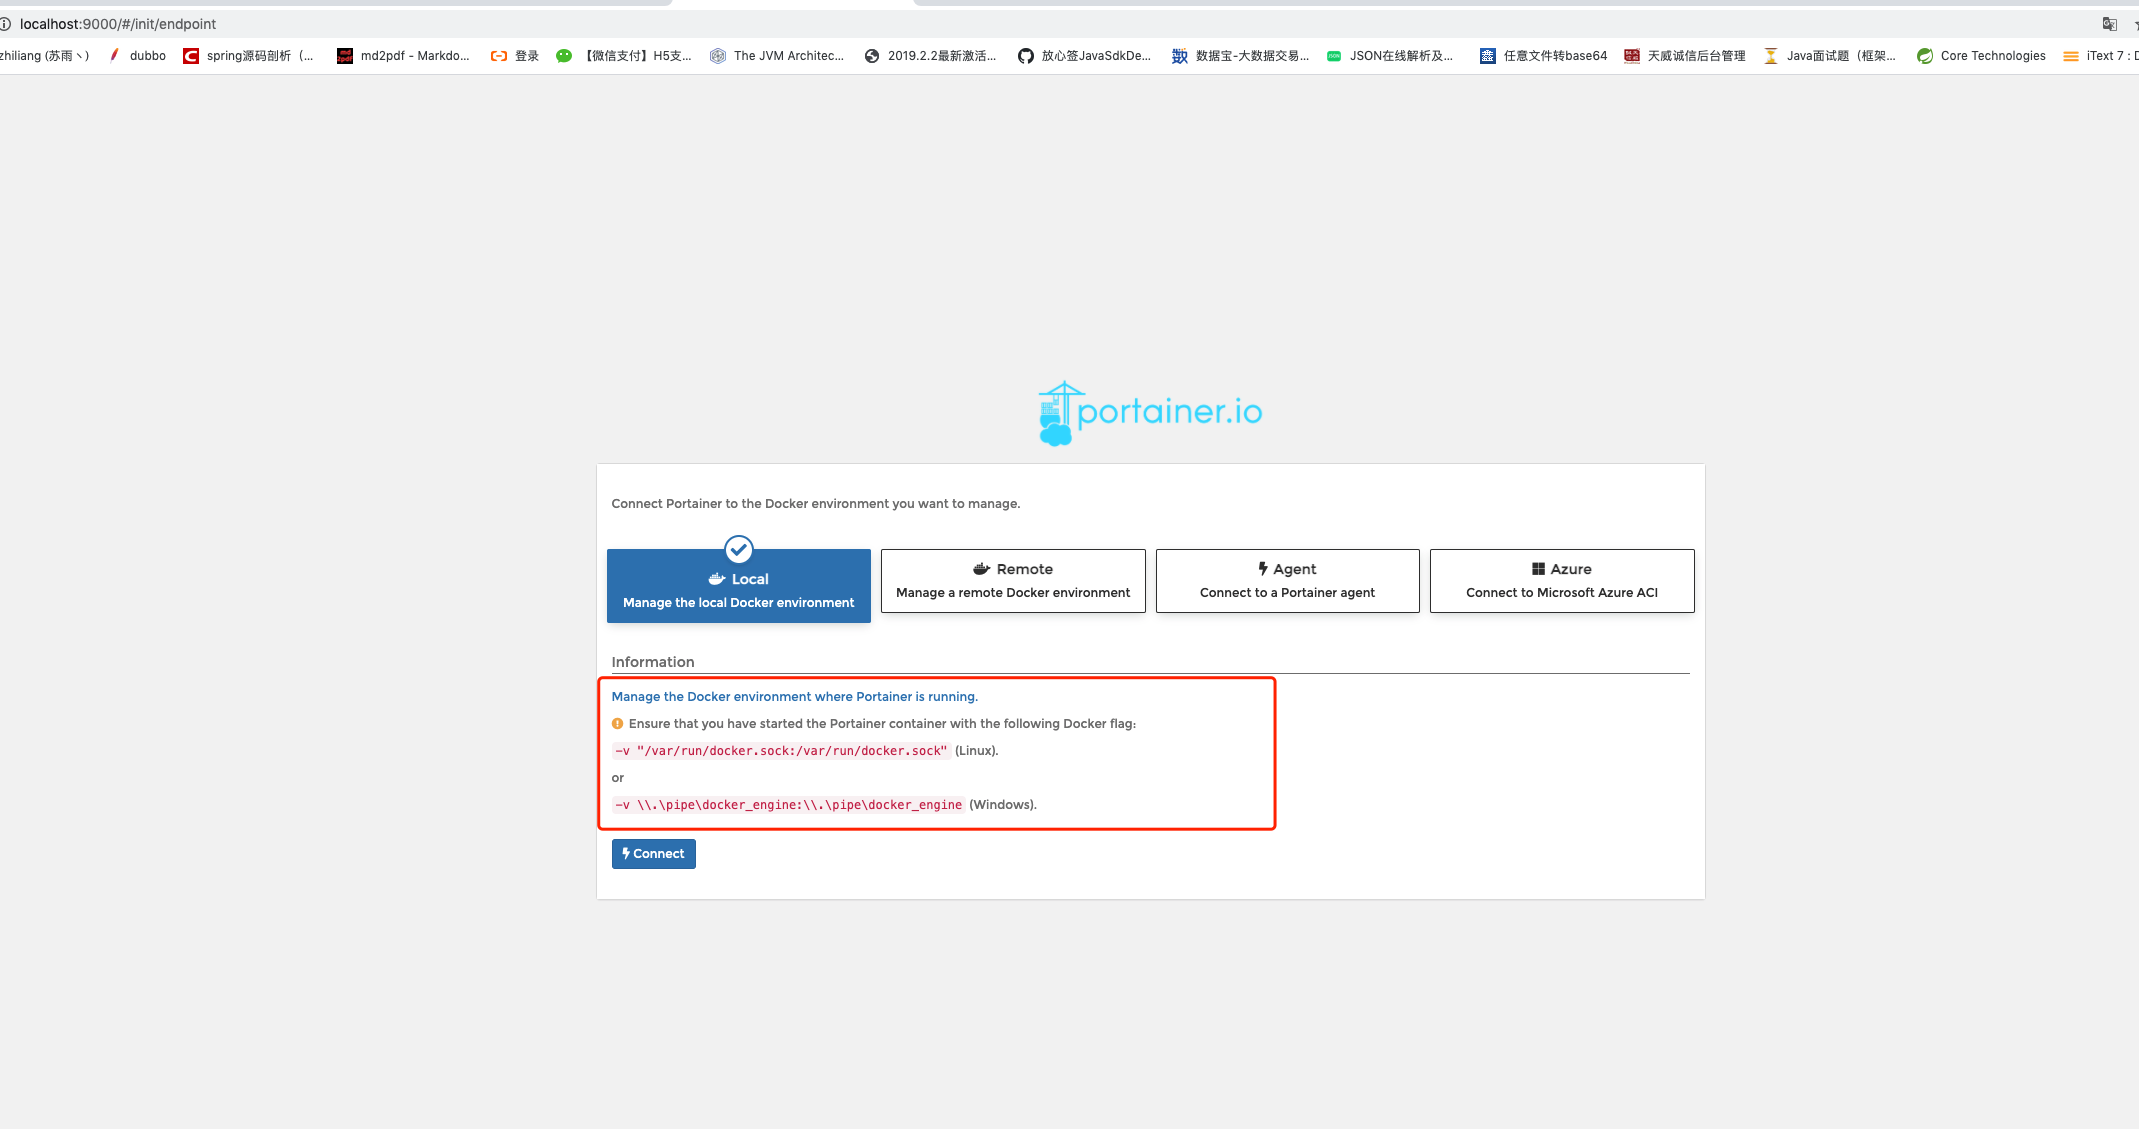 localhost:9000/#/init/endpoint
zhiliang (苏雨丶) dubbo spring源码剖析（... md2pdf - Markdo... 登录 【微信支付】H5支... The JVM Architec... 2019.2.2最新激活... 放心签JavaSdkDe... 数据宝-大数据交易... JSON在线解析及... 任意文件转base64 天威诚信后台管理 Java面试题（框架... Core Technologies iText 7 : D
portainer.io
Connect Portainer to the Docker environment you want to manage.
Local Remote Agent Azure
Manage the local Docker environment Manage a remote Docker environment Connect to a Portainer agent Connect to Microsoft Azure ACI
Information
Manage the Docker environment where Portainer is running.
Ensure that you have started the Portainer container with the following Docker flag:
-v "/var/run/docker.sock:/var/run/docker.sock" (Linux).
or
-v \\.\pipe\docker_engine:\\.\pipe\docker_engine (Windows).
Connect